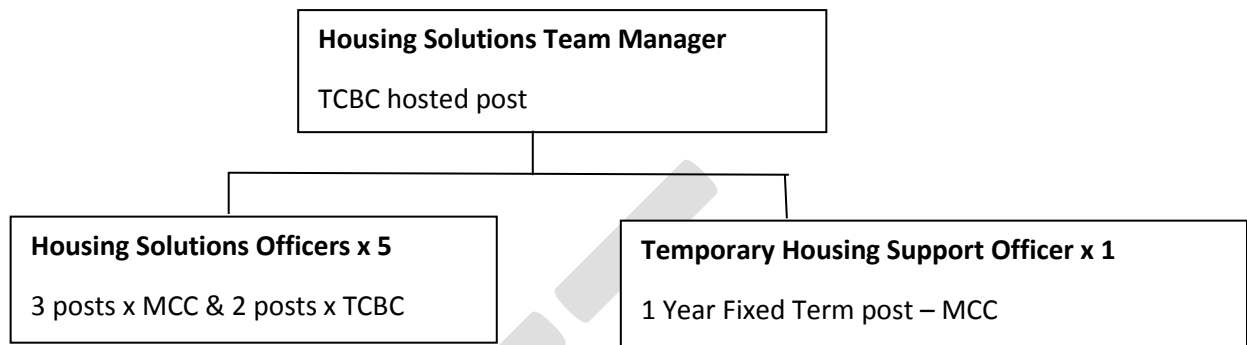 Housing Solutions Team Manager
TCBC hosted post
Housing Solutions Officers x 5
3 posts x MCC & 2 posts x TCBC
Temporary Housing Support Officer x 1
1 Year Fixed Term post – MCC